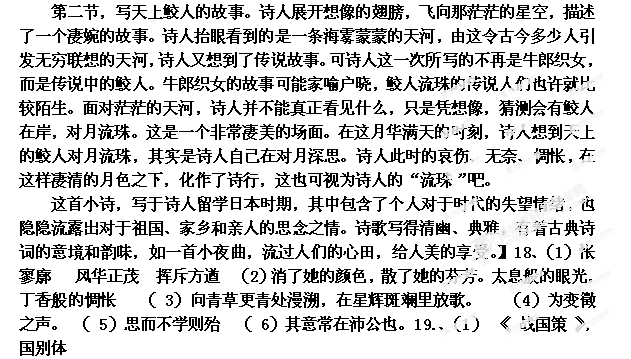 第二节，写天上鲛人的故事。诗人展开想像的翅膀，飞向那茫茫的星空，描述
了一个凄婉的故事。诗人抬眼看到的是一条海雾蒙蒙的天河，由这令古今多少人引
发无穷联想的天河，诗人又想到了传说故事。可诗人这一次所写的不再是牛郎织女，
而是传说中的鲛人。牛郎织女的故事可能家喻户晓，鲛人流珠的传说人们也许就比
较陌生。面对茫茫的天河，诗人并不能真正看见什么，只是凭想像，猜测会有鲛人
在岸，对月流珠。这是一个非常凄美的场面。在这月华满天的时刻，诗人想到天上
的鲛人对月流珠，其实是诗人自己在对月深思。诗人此时的哀伤、无奈、惆怅，在
这样凄清的月色之下，化作了诗行，这也可视为诗人的“流珠”吧。
这首小诗，写于诗人留学日本时期，其中包含了个人对于时代的失望情绪，也
隐隐流露出对于祖国、家乡和亲人的思念之情。诗歌写得清幽、典雅，有着古典诗
词的意境和韵味，如一首小夜曲，流过人们的心田，给人美的享受。】18、（1）怅
寥廓　风华正茂　挥斥方遒　（2）消了她的颜色，散了她的芬芳。太息般的眼光，
丁香般的惆怅　（3）向青草更青处漫溯，在星辉斑斓里放歌。　（4）为变徵
之声。（5）思而不学则殆　（6）其意常在沛公也。19、、（1）《战国策》，
国别体